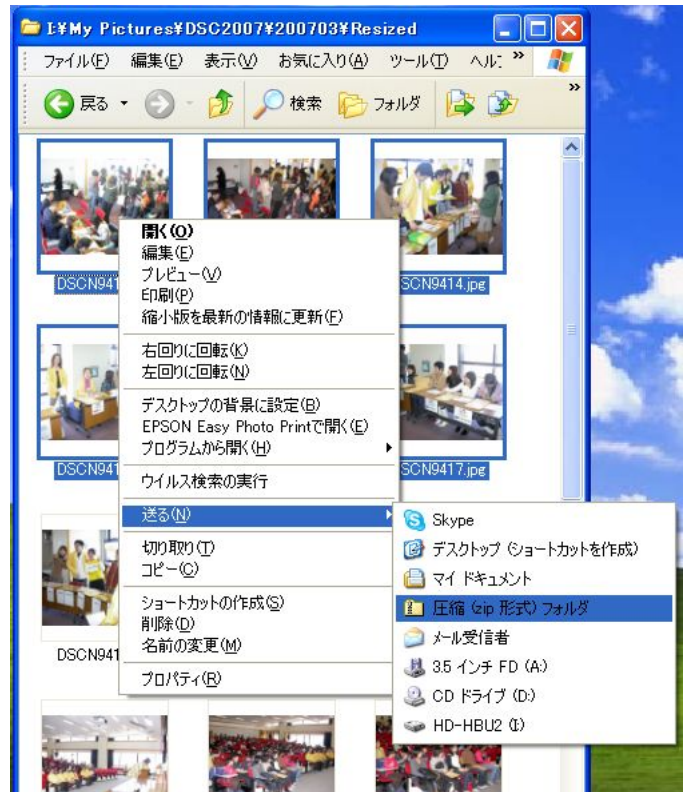 I:¥My Pictures¥DSC2007¥200703¥Resized
ファイル(F) 編集(E) 表示(V) お気に入り(A) ツール(T) ヘル: »
戻る 検索 フォルダ »
DSCN941
DSCN9414.jpg
DSCN941
DSCN9417.jpg
DSCN941
開く(O)
編集(E)
プレビュー(V)
印刷(P)
縮小版を最新の情報に更新(F)
右回りに回転(K)
左回りに回転(N)
デスクトップの背景に設定(B)
EPSON Easy Photo Printで開く(E)
プログラムから開く(H)
ウイルス検索の実行
送る(N)
切り取り(T)
コピー(C)
ショートカットの作成(S)
削除(D)
名前の変更(M)
プロパティ(R)
Skype
デスクトップ (ショートカットを作成)
マイ ドキュメント
圧縮 (zip 形式) フォルダ
メール受信者
3.5 インチ FD (A:)
CD ドライブ (D:)
HD-HBU2 (I:)